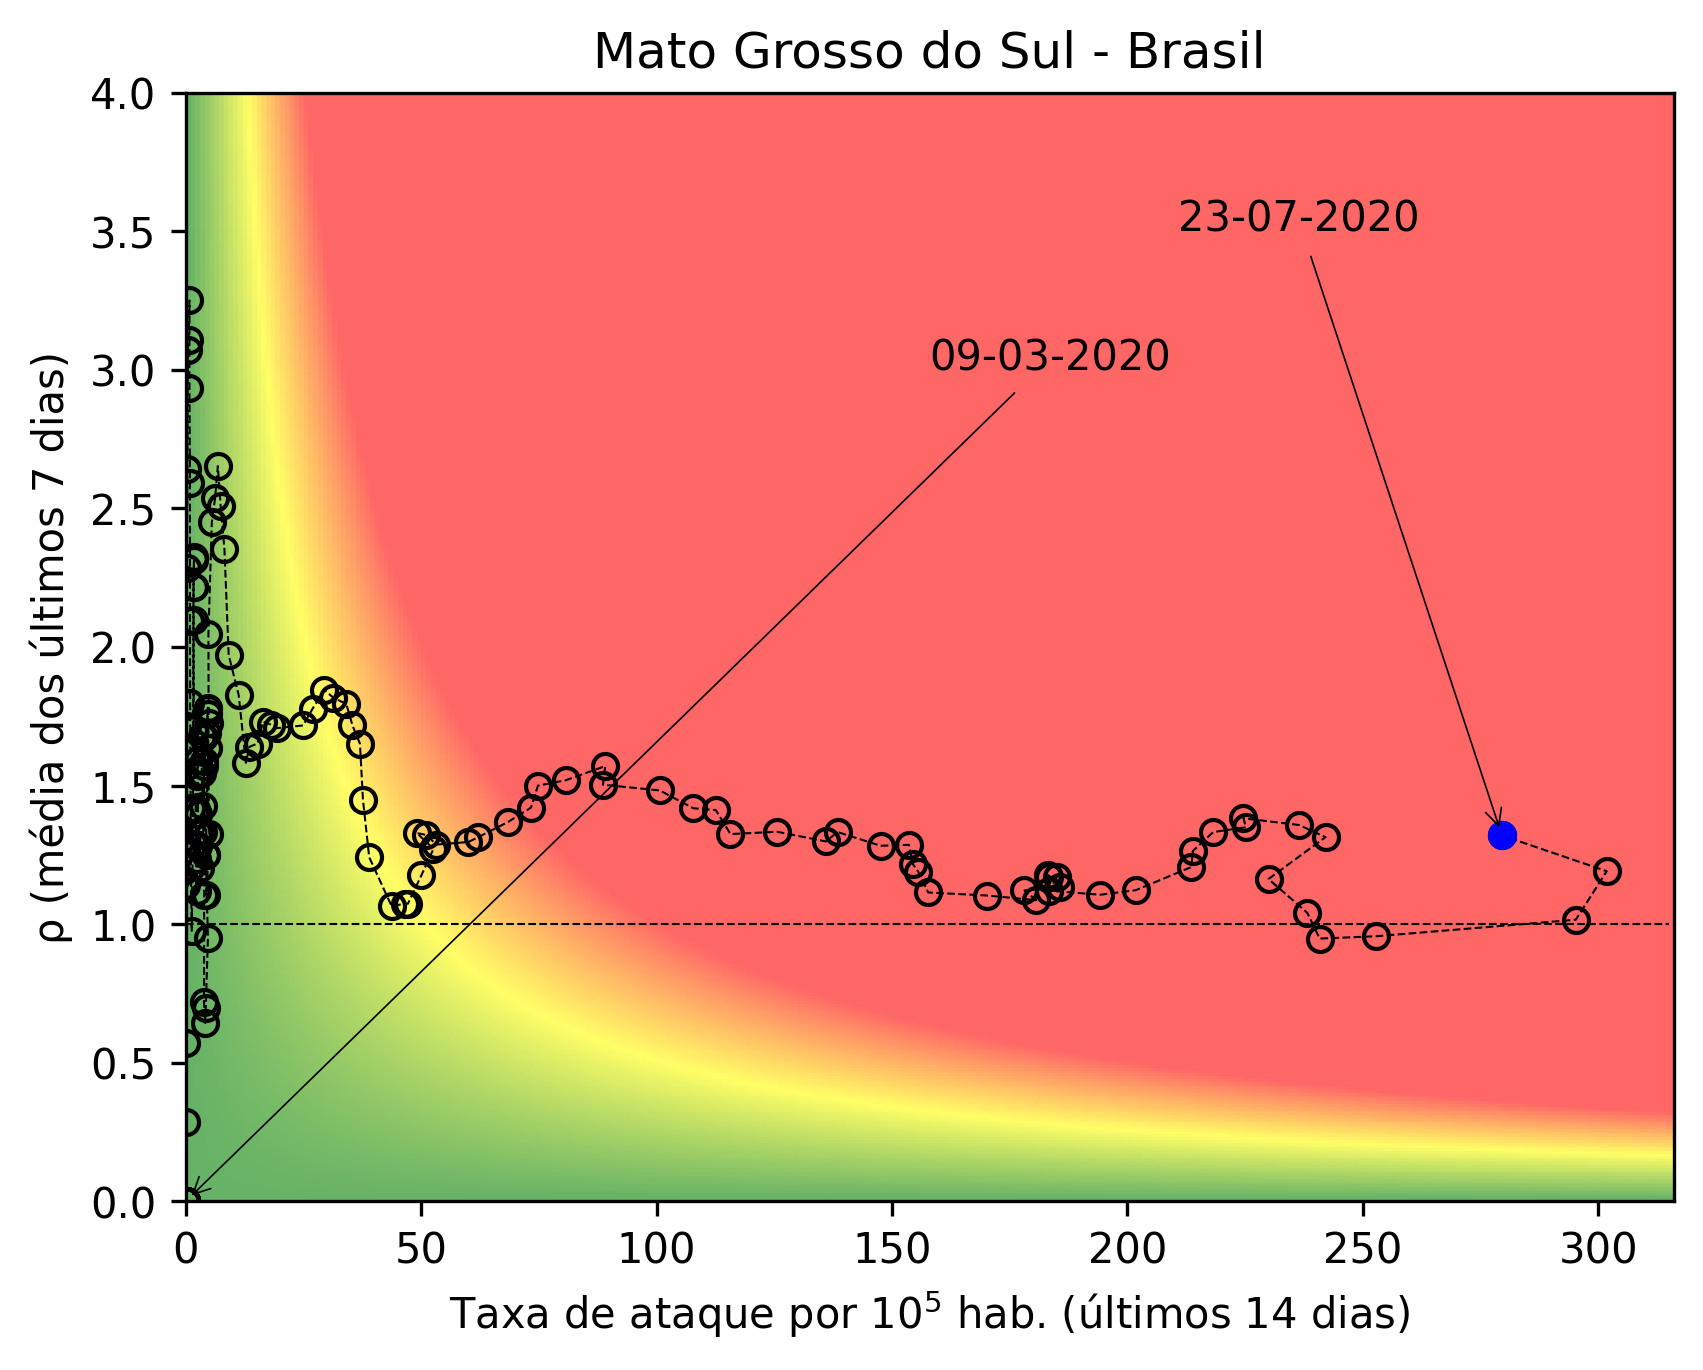 Mato Grosso do Sul - Brasil
4.0
3.5
3.0
2.5
2.0
1.5
1.0
0.5
0.0
ρ (média dos últimos 7 dias)
23-07-2020
09-03-2020
0 50 100 150 200 250 300
Taxa de ataque por 10⁵ hab. (últimos 14 dias)